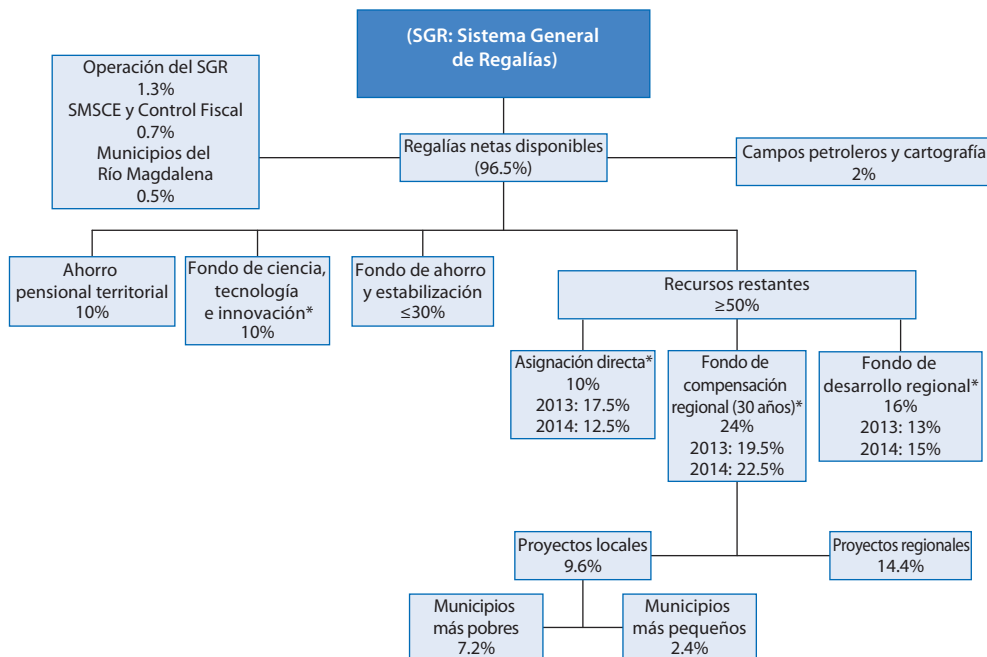 (SGR: Sistema General
de Regalías)
Operación del SGR
1.3%
SMSCE y Control Fiscal
0.7%
Municipios del
Río Magdalena
0.5%
Regalías netas disponibles
(96.5%)
Campos petroleros y cartografía
2%
Ahorro
pensional territorial
10%
Fondo de ciencia,
tecnología
e innovación*
10%
Fondo de ahorro
y estabilización
≤30%
Recursos restantes
≥50%
Asignación directa*
10%
2013: 17.5%
2014: 12.5%
Fondo de
compensación
regional (30 años)*
24%
2013: 19.5%
2014: 22.5%
Fondo de
desarrollo regional*
16%
2013: 13%
2014: 15%
Proyectos locales
9.6%
Proyectos regionales
14.4%
Municipios
más pobres
7.2%
Municipios
más pequeños
2.4%